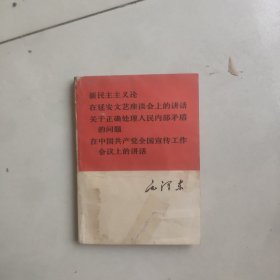 新民主主义论
在延安文艺座谈会上的讲话
关于正确处理人民内部矛盾
的问题
在中国共产党全国宣传工作
会议上的讲话
毛泽东